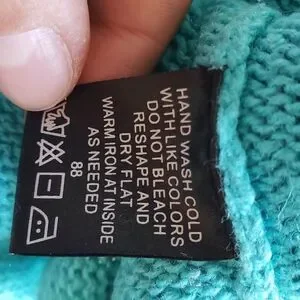 HAND WASH COLD
WITH LIKE COLORS
DO NOT BLEACH
RESHAPE AND
DRY FLAT
WARM IRON AT INSIDE
AS NEEDED
88